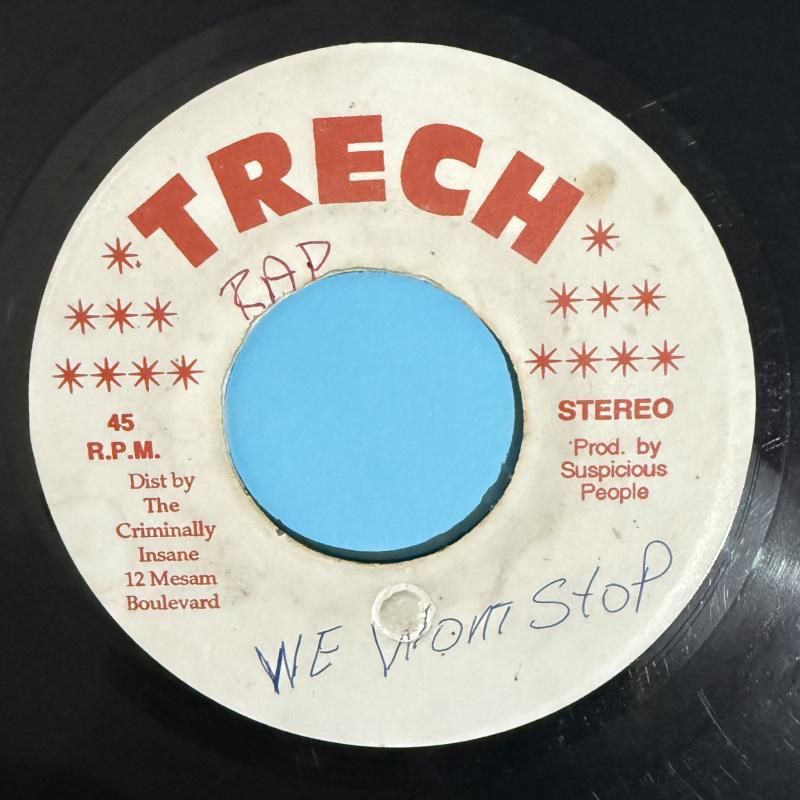 TRECH
RAP
45
R.P.M.
Dist by
The
Criminally
Insane
12 Mesam
Boulevard
STEREO
Prod. by
Suspicious
People
WE Wont StoP